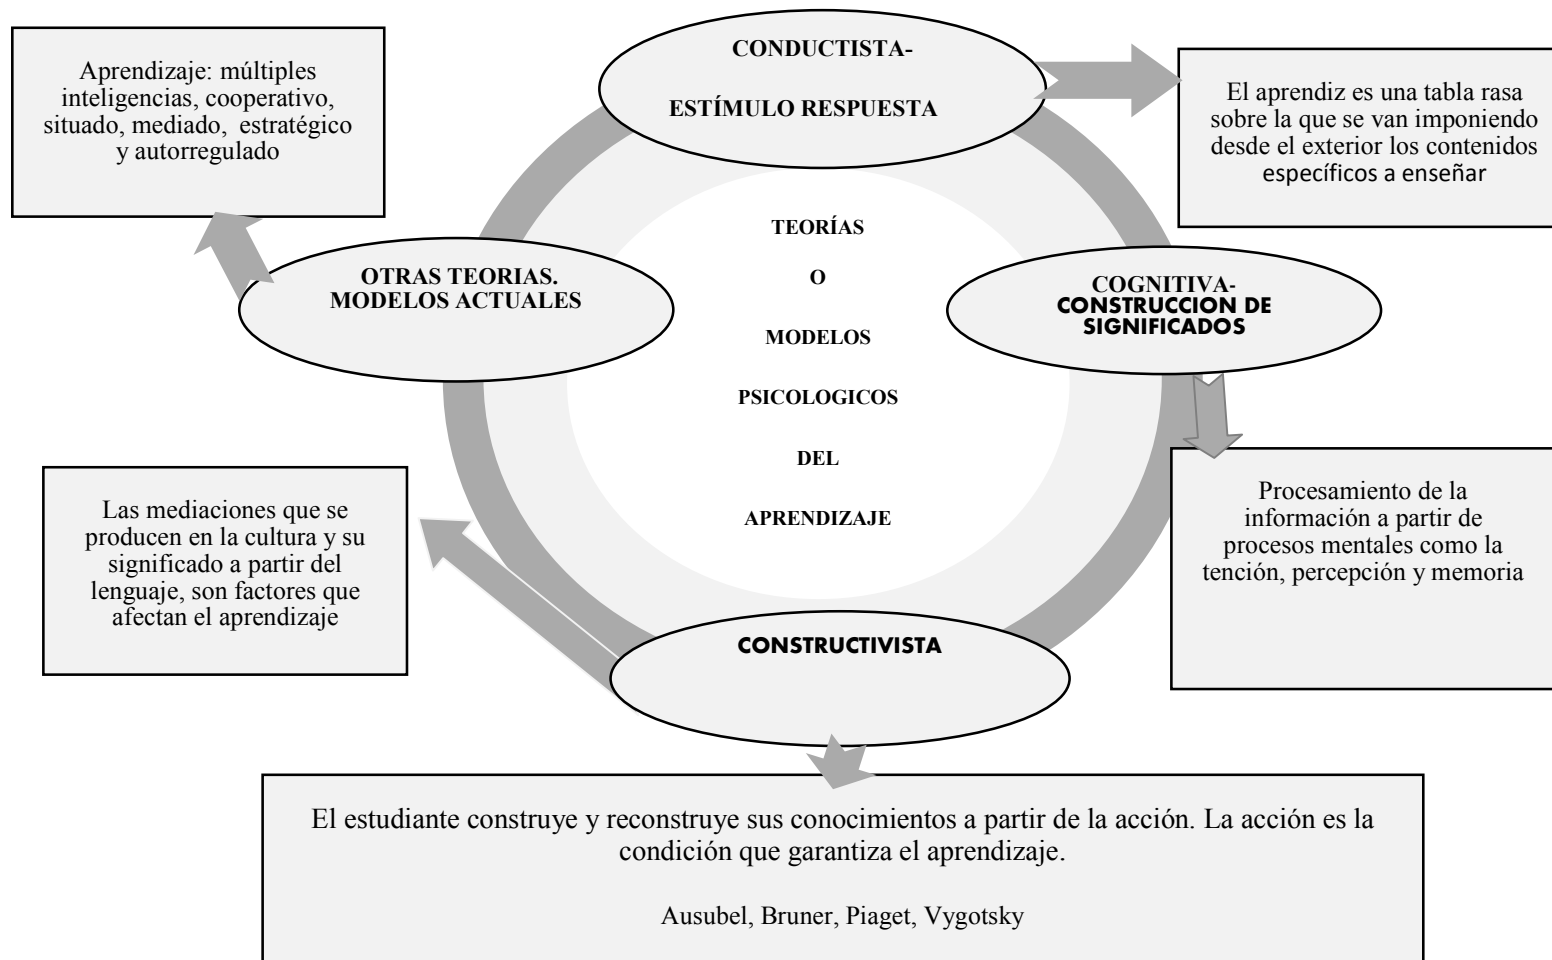 CONDUCTISTA-
ESTÍMULO RESPUESTA
Aprendizaje: múltiples
inteligencias, cooperativo,
situado, mediado, estratégico
y autorregulado
El aprendiz es una tabla rasa
sobre la que se van imponiendo
desde el exterior los contenidos
específicos a enseñar
OTRAS TEORIAS.
MODELOS ACTUALES
TEORÍAS
O
MODELOS
PSICOLOGICOS
DEL
APRENDIZAJE
COGNITIVA-
CONSTRUCCION DE
SIGNIFICADOS
Las mediaciones que se
producen en la cultura y su
significado a partir del
lenguaje, son factores que
afectan el aprendizaje
Procesamiento de la
información a partir de
procesos mentales como la
tención, percepción y memoria
CONSTRUCTIVISTA
El estudiante construye y reconstruye sus conocimientos a partir de la acción. La acción es la
condición que garantiza el aprendizaje.
Ausubel, Bruner, Piaget, Vygotsky